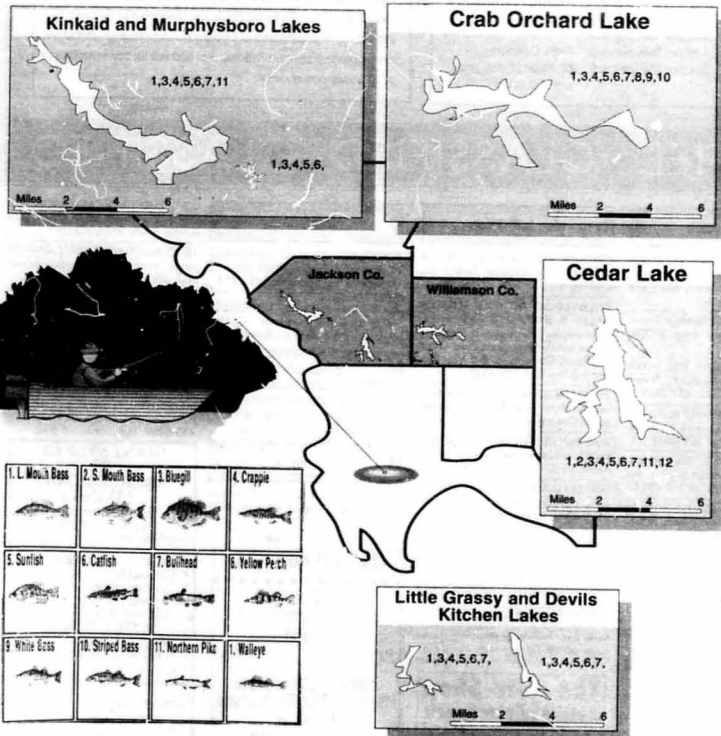 Kinkaid and Murphysboro Lakes
1,3,4,5,6,7,11
1,3,4,5,6,
Miles 2 4 6
Crab Orchard Lake
1,3,4,5,6,7,8,9,10
Miles 2 4 6
Jackson Co.
Williamson Co.
Cedar Lake
1,2,3,4,5,6,7,11,12
Miles 2 4 6
1. L. Mouth Bass
2. S. Mouth Bass
3. Bluegill
4. Crappie
5. Sunfish
6. Catfish
7. Bullhead
8. Yellow Perch
9. White Bass
10. Striped Bass
11. Northern Pike
1. Walleye
Little Grassy and Devils
Kitchen Lakes
1,3,4,5,6,7,
1,3,4,5,6,7,
Miles 2 4 6